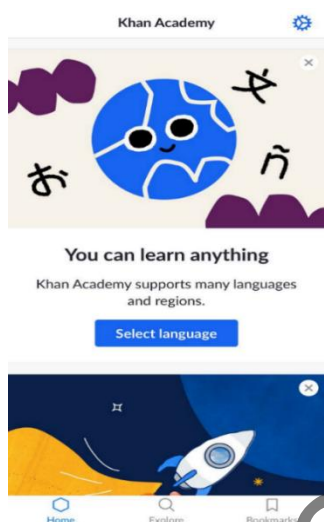 Khan Academy
文
お
ñ
You can learn anything
Khan Academy supports many languages
and regions.
Select language
Home Explore Bookmarks